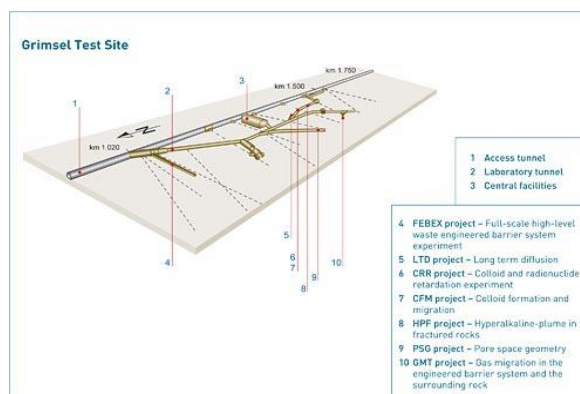 Grimsel Test Site
km 1.750
km 1.500
3
2
1
N
km 1.020
5
6
7
9
10
4
8
1 Access tunnel
2 Laboratory tunnel
3 Central facilities
4 FEBEX project – Full-scale high-level
waste engineered barrier system
experiment
5 LTD project – Long term diffusion
6 CRR project – Colloid and radionuclide
retardation experiment
7 CFM project – Colloid formation and
migration
8 HPF project – Hyperalkaline-plume in
fractured rocks
9 PSG project – Pore space geometry
10 GMT project – Gas migration in the
engineered barrier system and the
surrounding rock